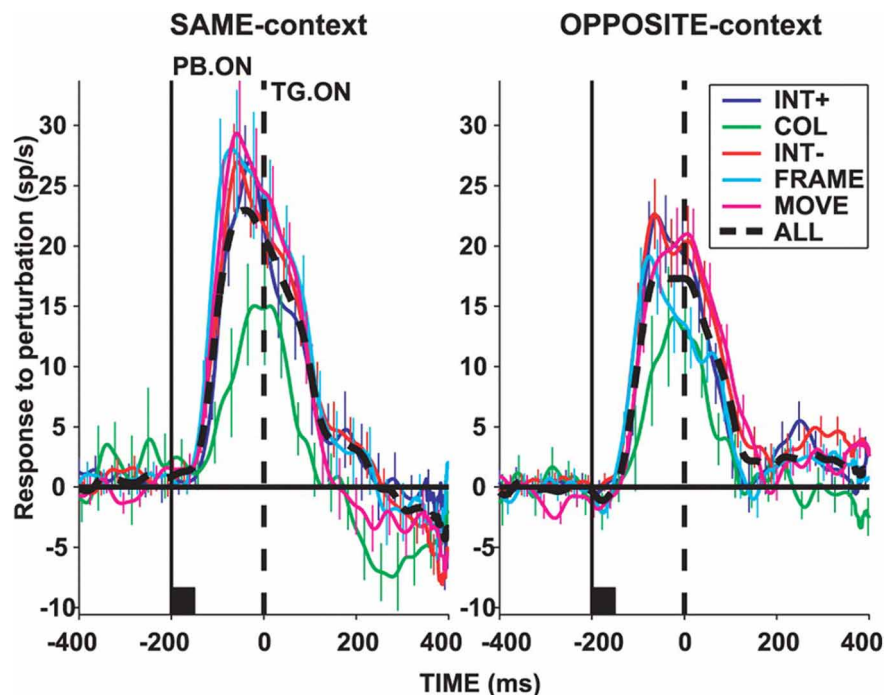 SAME-context
OPPOSITE-context
PB.ON
TG.ON
INT+
COL
INT-
FRAME
MOVE
ALL
Response to perturbation (sp/s)
30
25
20
15
10
5
0
-5
-10
30
25
20
15
10
5
0
-5
-10
-400 -200 0 200 400
-400 -200 0 200 400
TIME (ms)